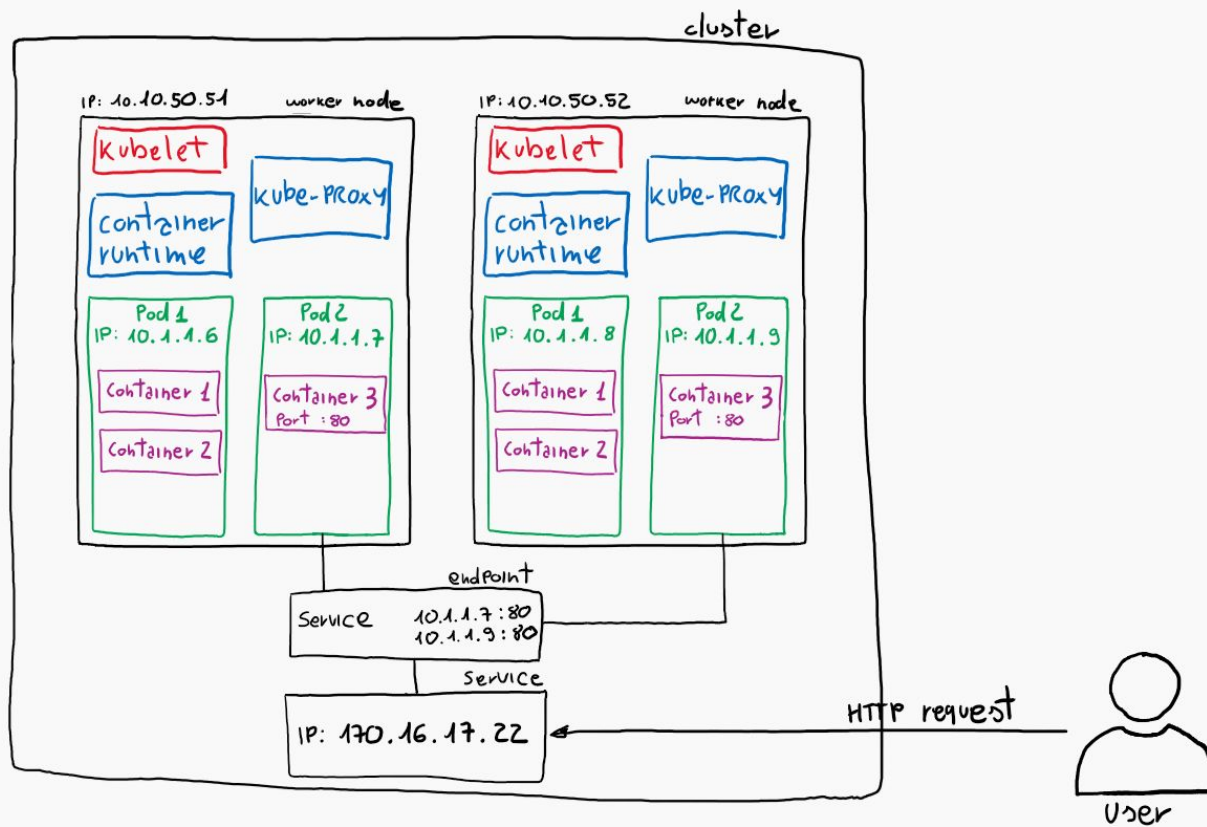 cluster
IP: 10.10.50.51
worker node
Kubelet
Kube-PROXY
container
runtime
Pod 1
IP: 10.1.1.6
Container 1
Container 2
Pod 2
IP: 10.1.1.7
Container 3
Port :80
IP: 10.10.50.52
worker node
Kubelet
Kube-PROXY
container
runtime
Pod 1
IP: 10.1.1.8
Container 1
Container 2
Pod 2
IP: 10.1.1.9
Container 3
Port :80
endpoint
Service
10.1.1.7:80
10.1.1.9:80
Service
IP: 170.16.17.22
HTTP request
User